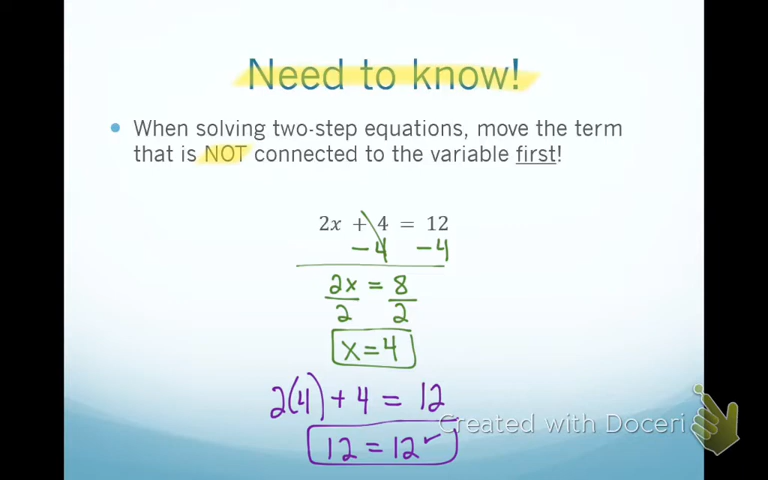 Need to know!
When solving two-step equations, move the term
that is NOT connected to the variable first!
2x + 4 = 12
−4 −4
2x = 8
2 2
x = 4
2(4) + 4 = 12
Created with Doceri
12 = 12 ✓